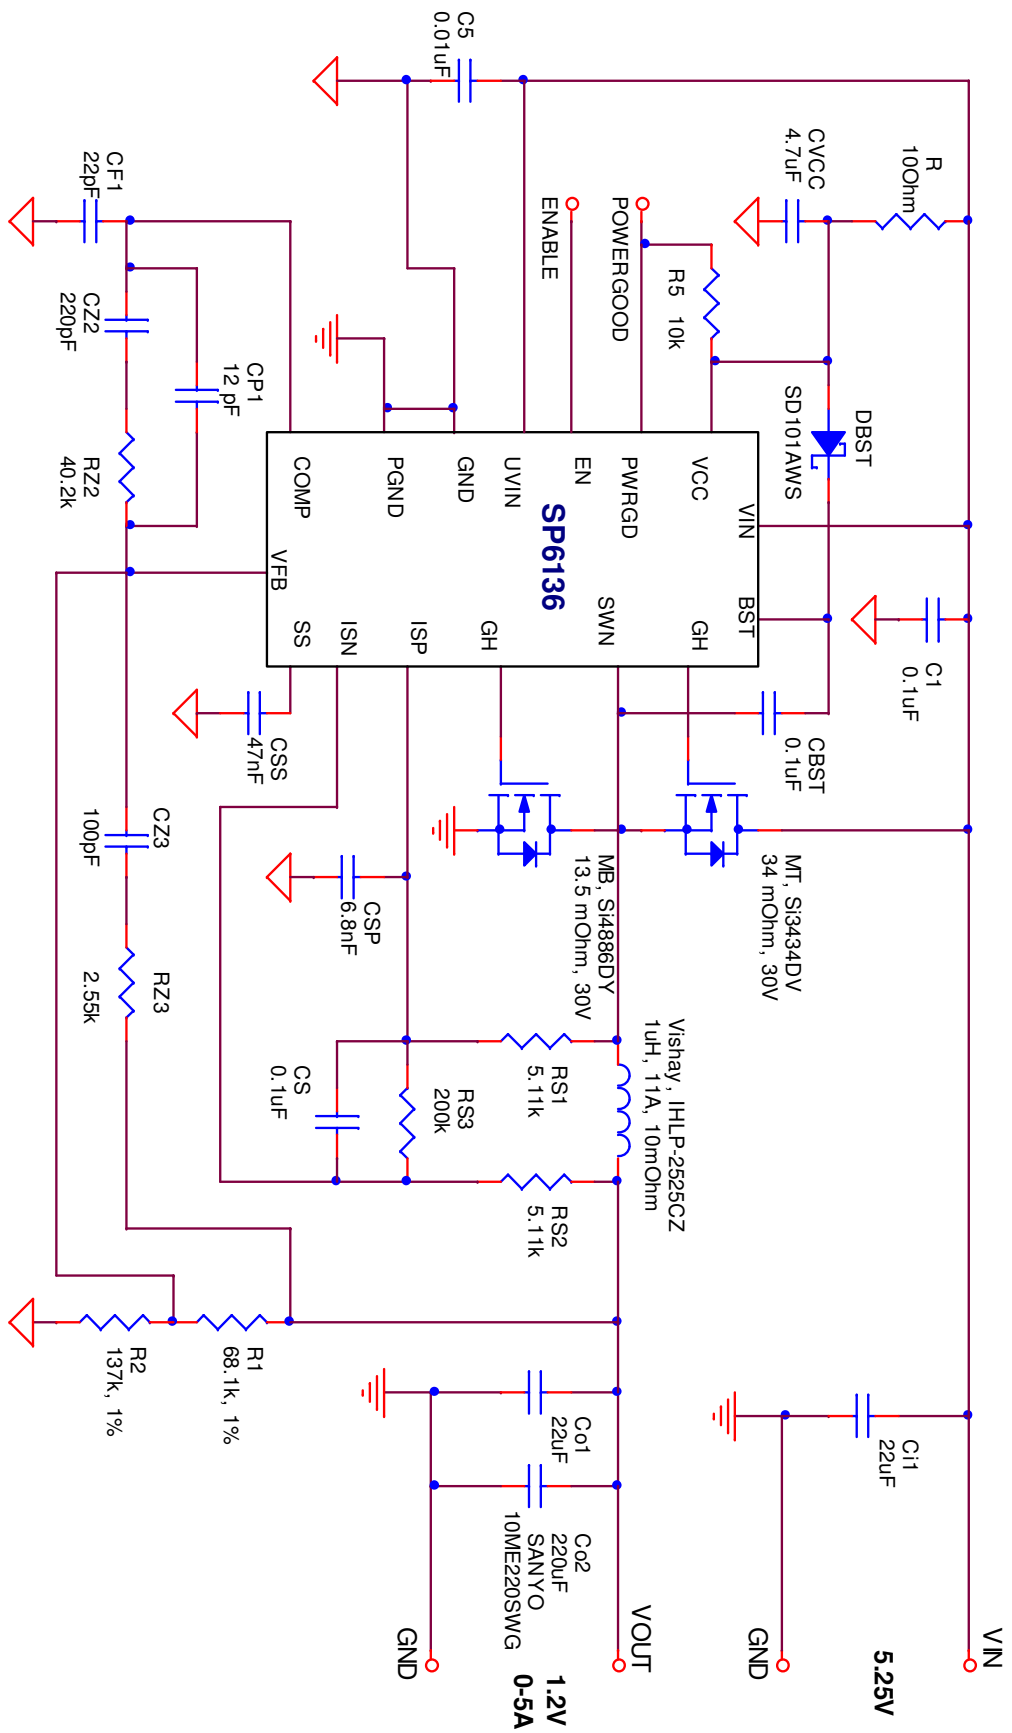 VIN
5.25V
GND
Ci1
22uF
R
10Ohm
CVCC
4.7uF
DBST
SD101AWS
C1
0.1uF
CBST
0.1uF
MT, Si3434DV
34 mOhm, 30V
R5 10k
POWERGOOD
ENABLE
C5
0.01uF
VIN
BST
VCC
GH
PWRGD
SWN
EN
SP6136
UVIN
GH
GND
PGND
ISP
ISN
COMP
VFB
SS
MB, Si4886DY
13.5 mOhm, 30V
Vishay, IHLP-2525CZ
1uH, 11A, 10mOhm
RS1
5.11k
RS2
5.11k
RS3
200k
CS
0.1uF
CSP
6.8nF
CSS
47nF
VOUT
1.2V
0-5A
GND
Co1
22uF
Co2
220uF
SANYO
10ME220SWG
CF1
22pF
CZ2
220pF
CP1
12 pF
RZ2
40.2k
CZ3
100pF
RZ3
2.55k
R1
68.1k, 1%
R2
137k, 1%